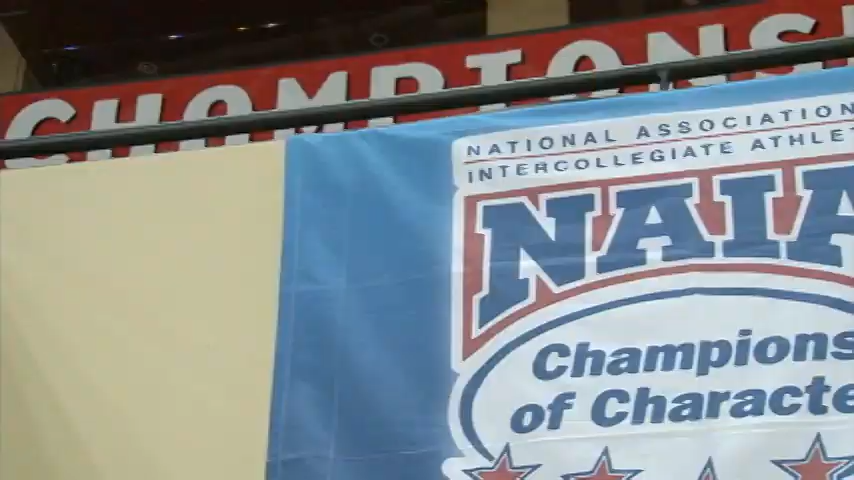 CHAMPIONS
NATIONAL ASSOCIATION
INTERCOLLEGIATE ATHLET
NAIA
Champions
of Characte